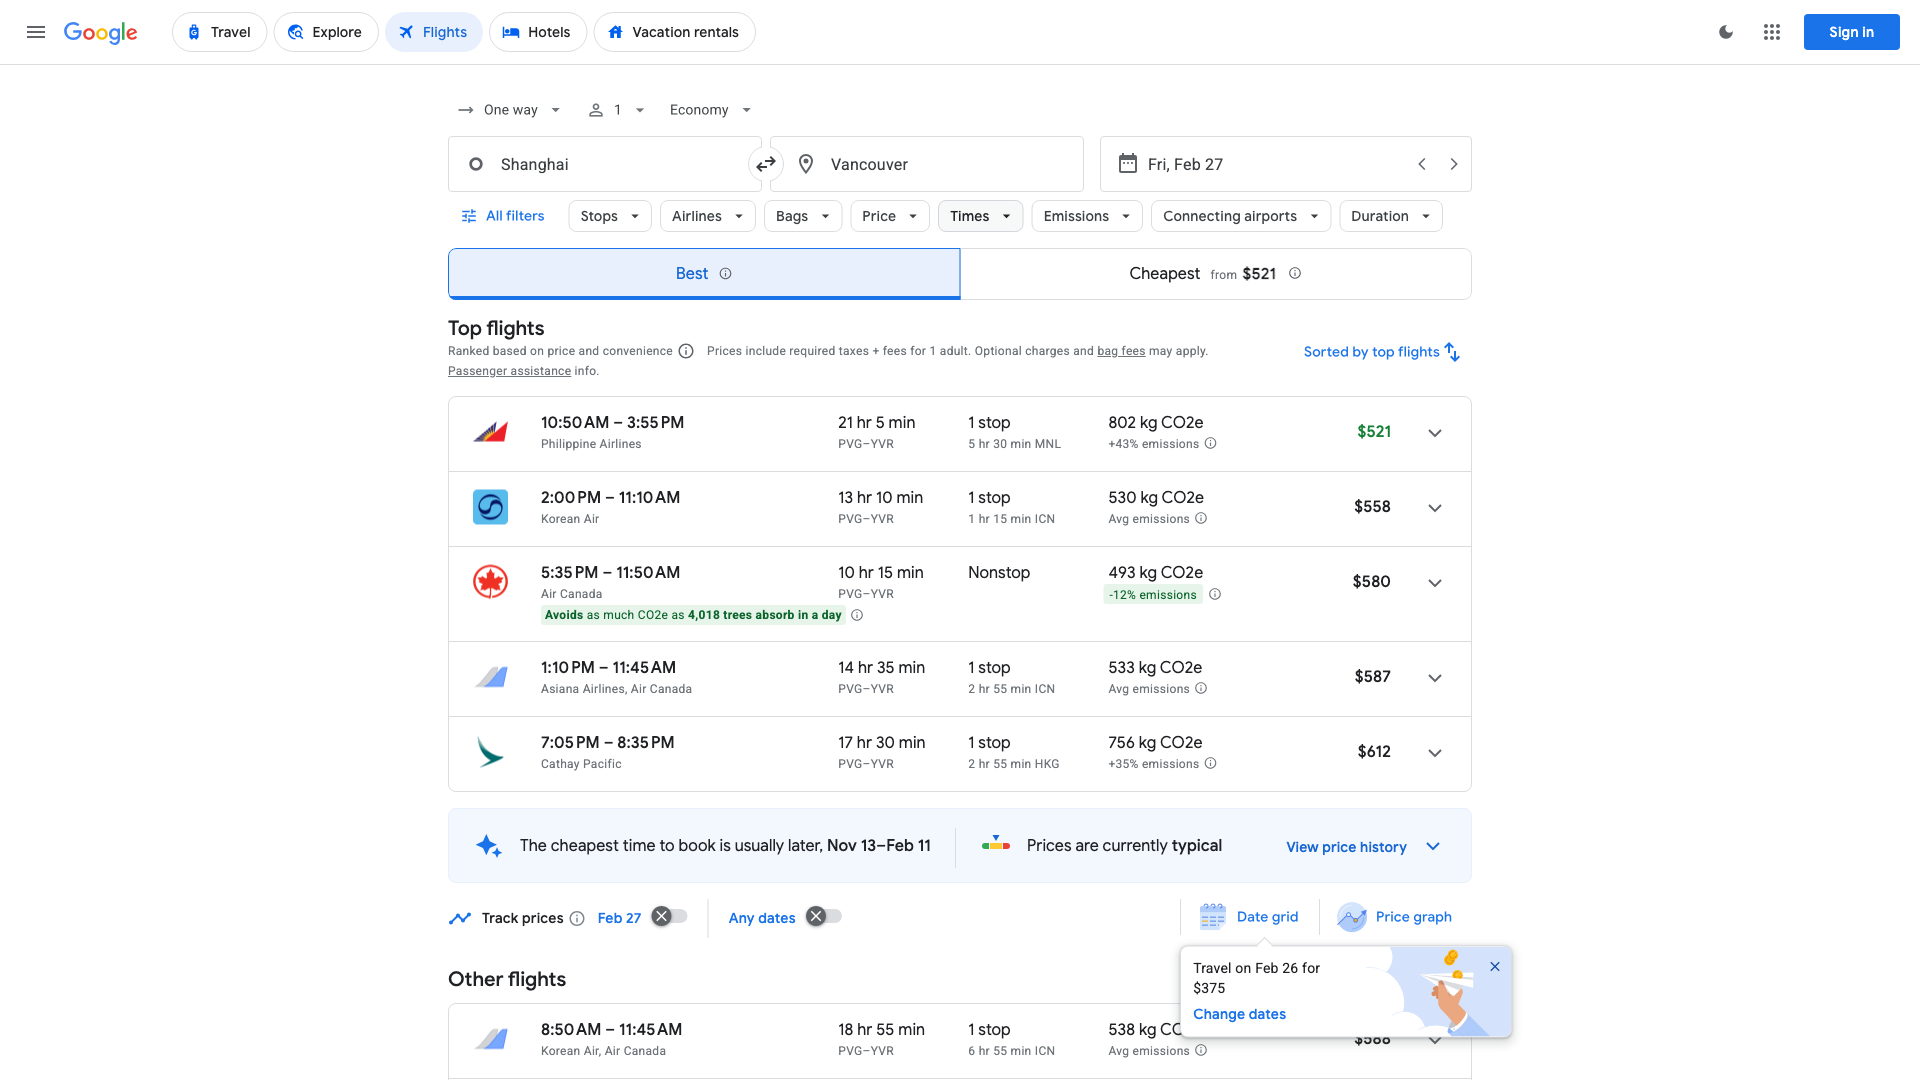 Google
Travel
Explore
Flights
Hotels
Vacation rentals
Sign in
One way
1
Economy
Shanghai
Vancouver
Fri, Feb 27
All filters
Stops
Airlines
Bags
Price
Times
Emissions
Connecting airports
Duration
Best
Cheapest from $521
Top flights
Ranked based on price and convenience
Prices include required taxes + fees for 1 adult. Optional charges and bag fees may apply.
Passenger assistance info.
Sorted by top flights
10:50 AM – 3:55 PM
Philippine Airlines
21 hr 5 min
PVG–YVR
1 stop
5 hr 30 min MNL
802 kg CO2e
+43% emissions
$521
2:00 PM – 11:10 AM
Korean Air
13 hr 10 min
PVG–YVR
1 stop
1 hr 15 min ICN
530 kg CO2e
Avg emissions
$558
5:35 PM – 11:50 AM
Air Canada
Avoids as much CO2e as 4,018 trees absorb in a day
10 hr 15 min
PVG–YVR
Nonstop
493 kg CO2e
-12% emissions
$580
1:10 PM – 11:45 AM
Asiana Airlines, Air Canada
14 hr 35 min
PVG–YVR
1 stop
2 hr 55 min ICN
533 kg CO2e
Avg emissions
$587
7:05 PM – 8:35 PM
Cathay Pacific
17 hr 30 min
PVG–YVR
1 stop
2 hr 55 min HKG
756 kg CO2e
+35% emissions
$612
The cheapest time to book is usually later, Nov 13–Feb 11
Prices are currently typical
View price history
Track prices
Feb 27
Any dates
Date grid
Price graph
Travel on Feb 26 for
$375
Change dates
Other flights
8:50 AM – 11:45 AM
Korean Air, Air Canada
18 hr 55 min
PVG–YVR
1 stop
6 hr 55 min ICN
538 kg
Avg emissions
$588